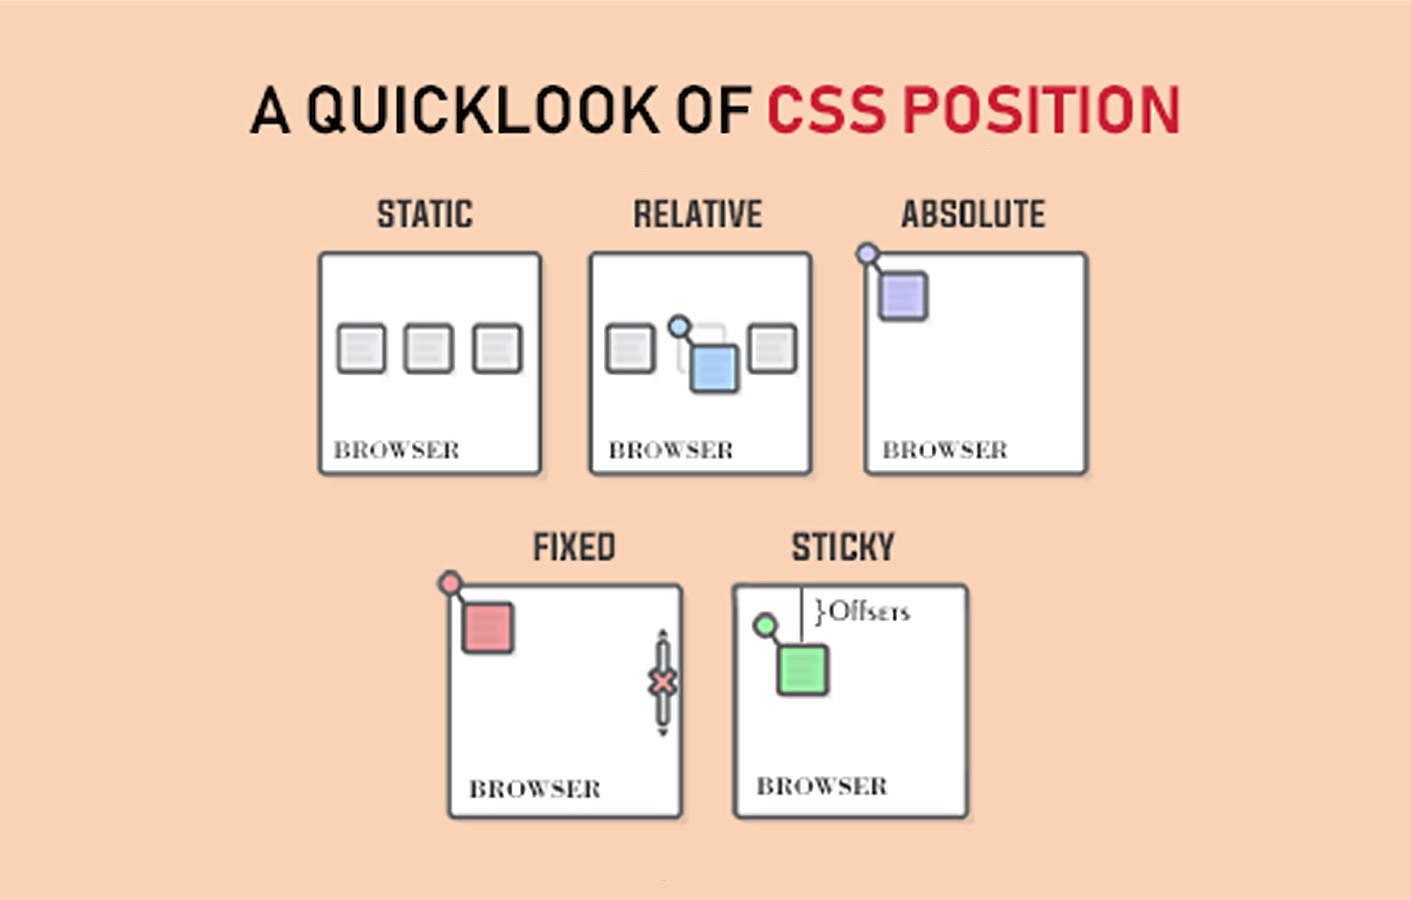 A QUICKLOOK OF CSS POSITION
STATIC
RELATIVE
ABSOLUTE
BROWSER
BROWSER
BROWSER
FIXED
STICKY
}Offsets
BROWSER
BROWSER